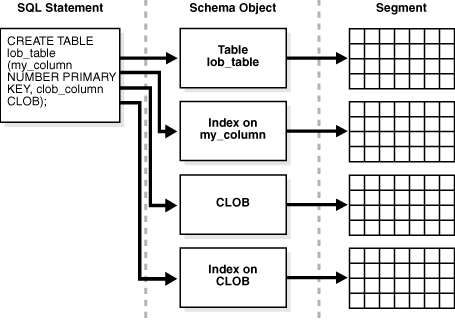 SQL Statement
Schema Object
Segment
CREATE TABLE
lob_table
(my_column
NUMBER PRIMARY
KEY, clob_column
CLOB);
Table
lob_table
Index on
my_column
CLOB
Index on
CLOB